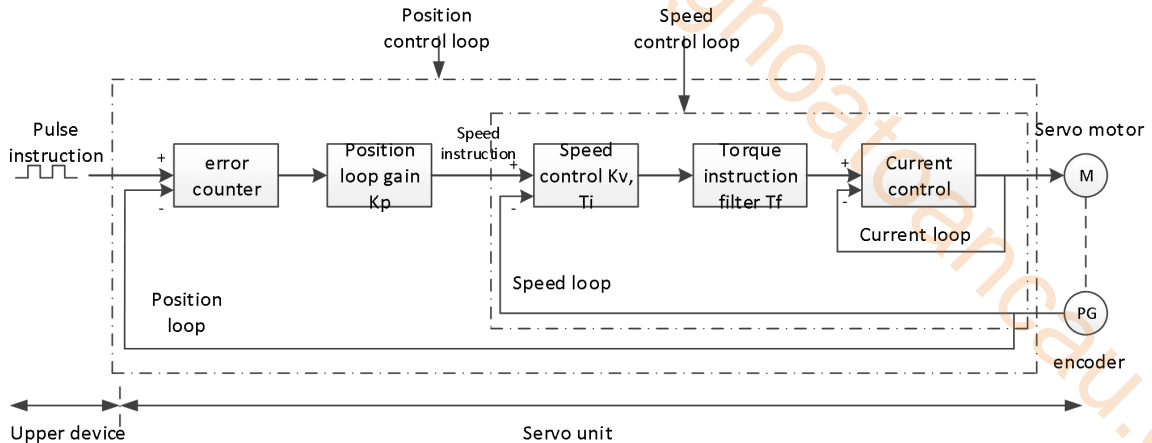 Position
control loop
Speed
control loop
Pulse
instruction
+
-
error
counter
Position
loop gain
Kp
Speed
instruction
+
-
Speed
control Kv,
Ti
Torque
instruction
filter Tf
+
-
Current
control
Current loop
Servo motor
M
Speed loop
Position
loop
PG
encoder
Upper device
Servo unit
ghoatoancau.